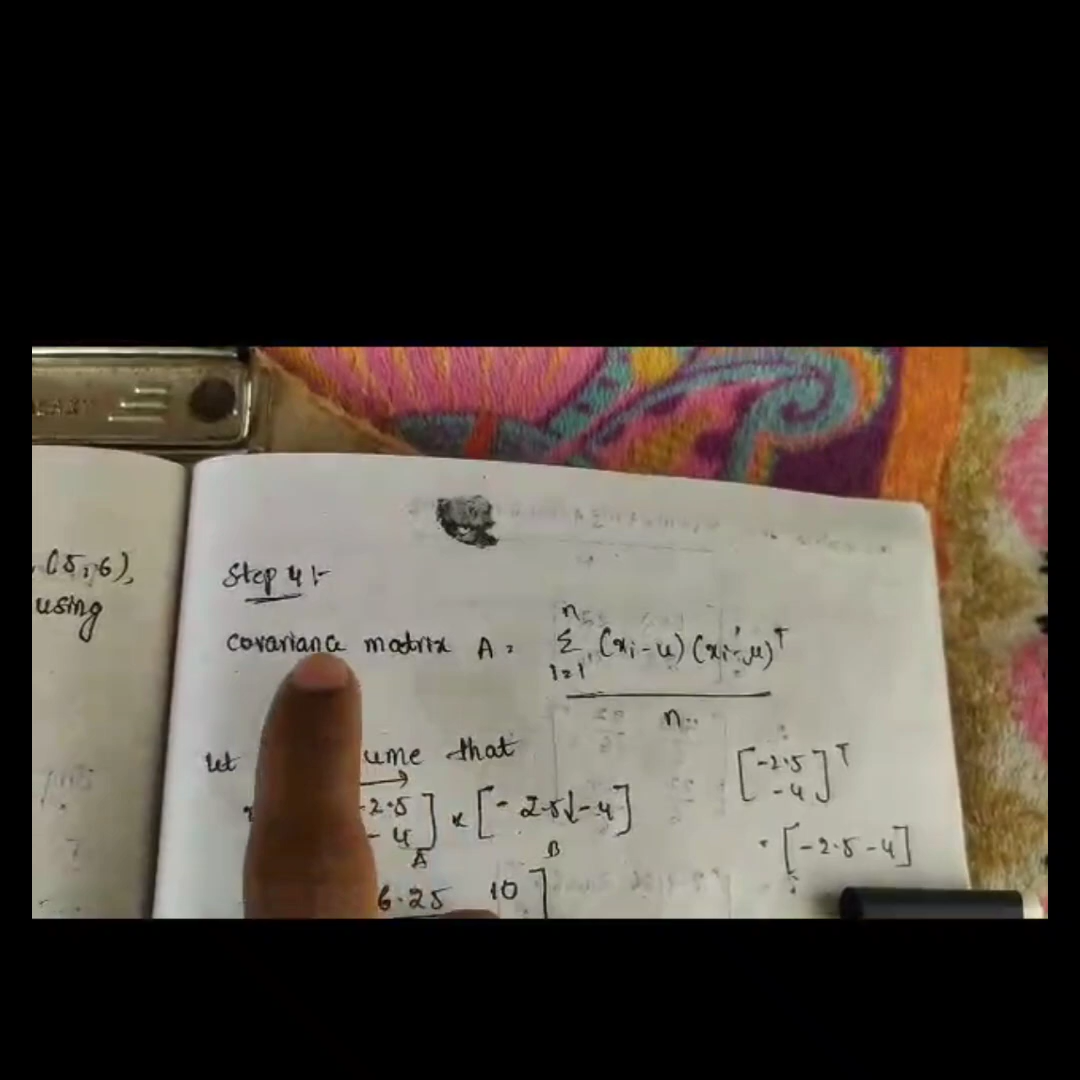 (5,6),
using
Step 4 :-
covariance matrix A = n Σ i=1 (xi - u) (xi - μ)ᵀ
n
let ume that
[-2.5]ᵀ
-4
-2.5 ] × [-2.5 -4]
- 4
A B
= [-2.5 -4]
6.25 10 ]